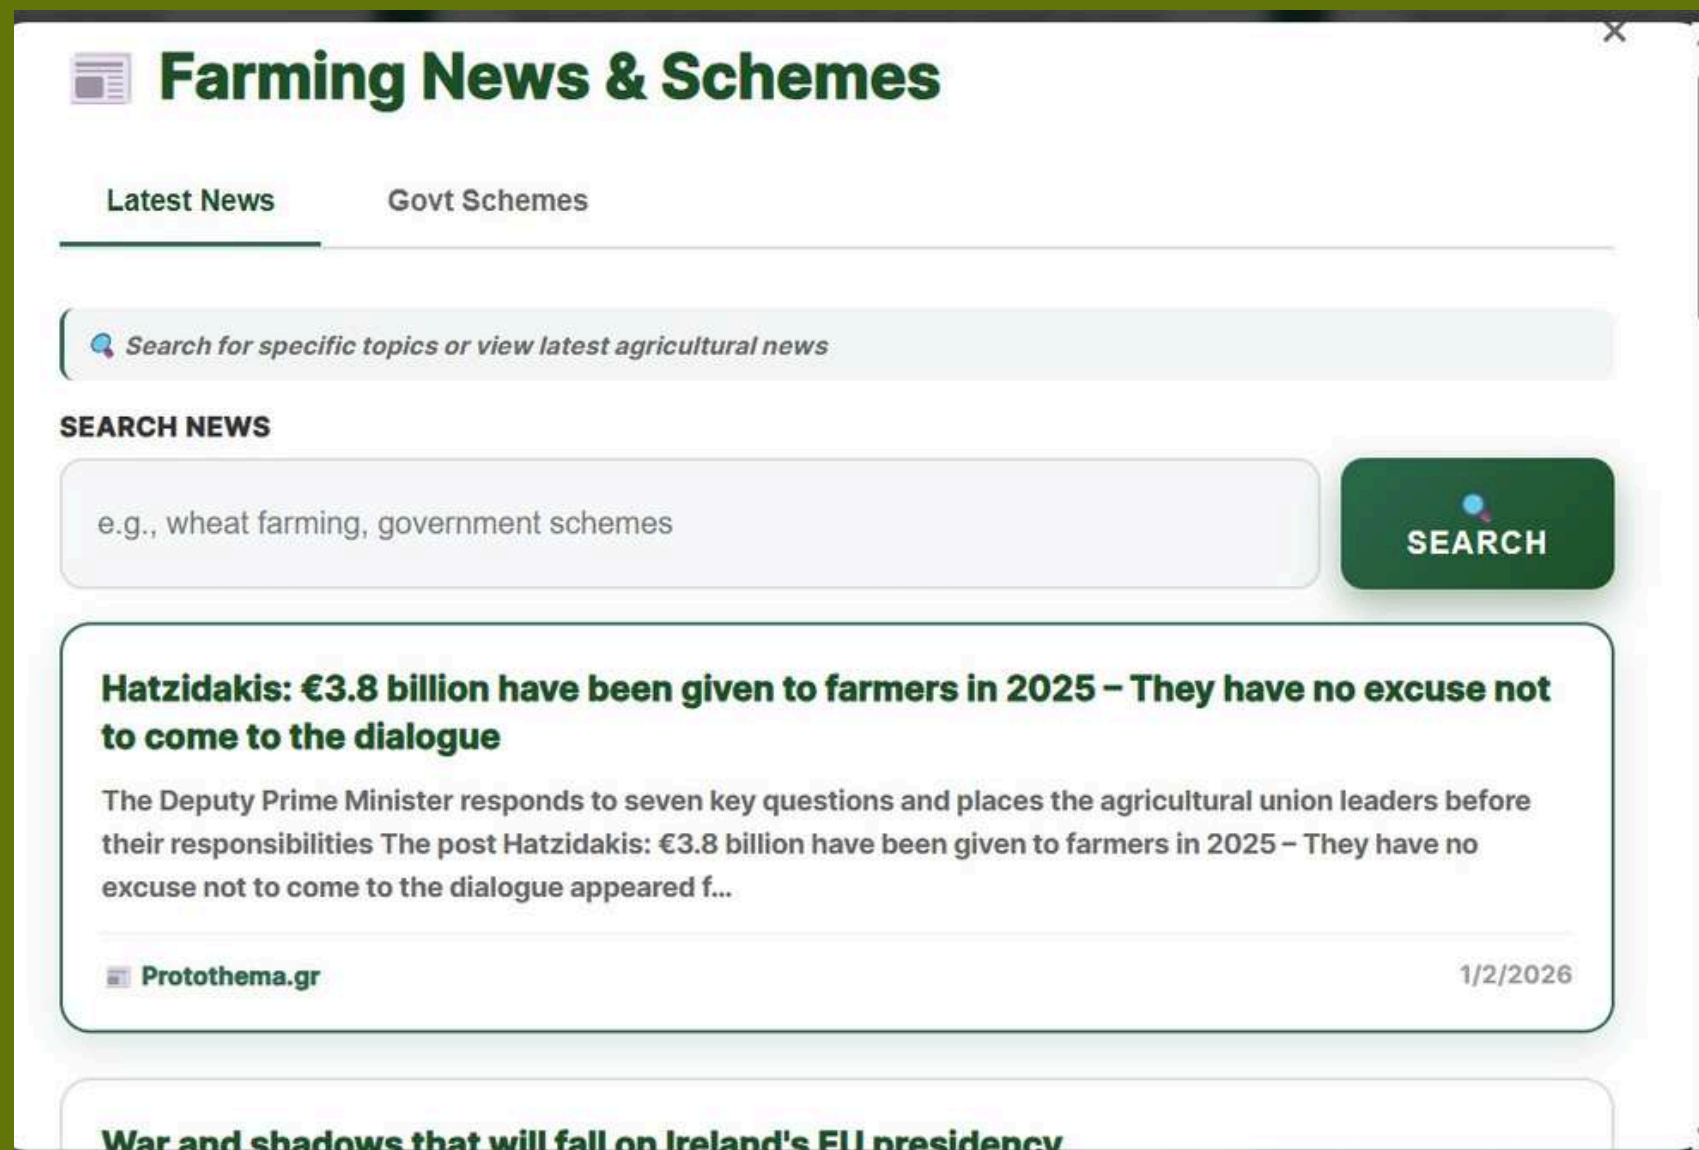 Farming News & Schemes
Latest News
Govt Schemes
Search for specific topics or view latest agricultural news
SEARCH NEWS
e.g., wheat farming, government schemes
SEARCH
Hatzidakis: €3.8 billion have been given to farmers in 2025 – They have no excuse not
to come to the dialogue
The Deputy Prime Minister responds to seven key questions and places the agricultural union leaders before
their responsibilities The post Hatzidakis: €3.8 billion have been given to farmers in 2025 – They have no
excuse not to come to the dialogue appeared f...
Protothema.gr
1/2/2026
War and shadows that will fall on Ireland's EU presidency